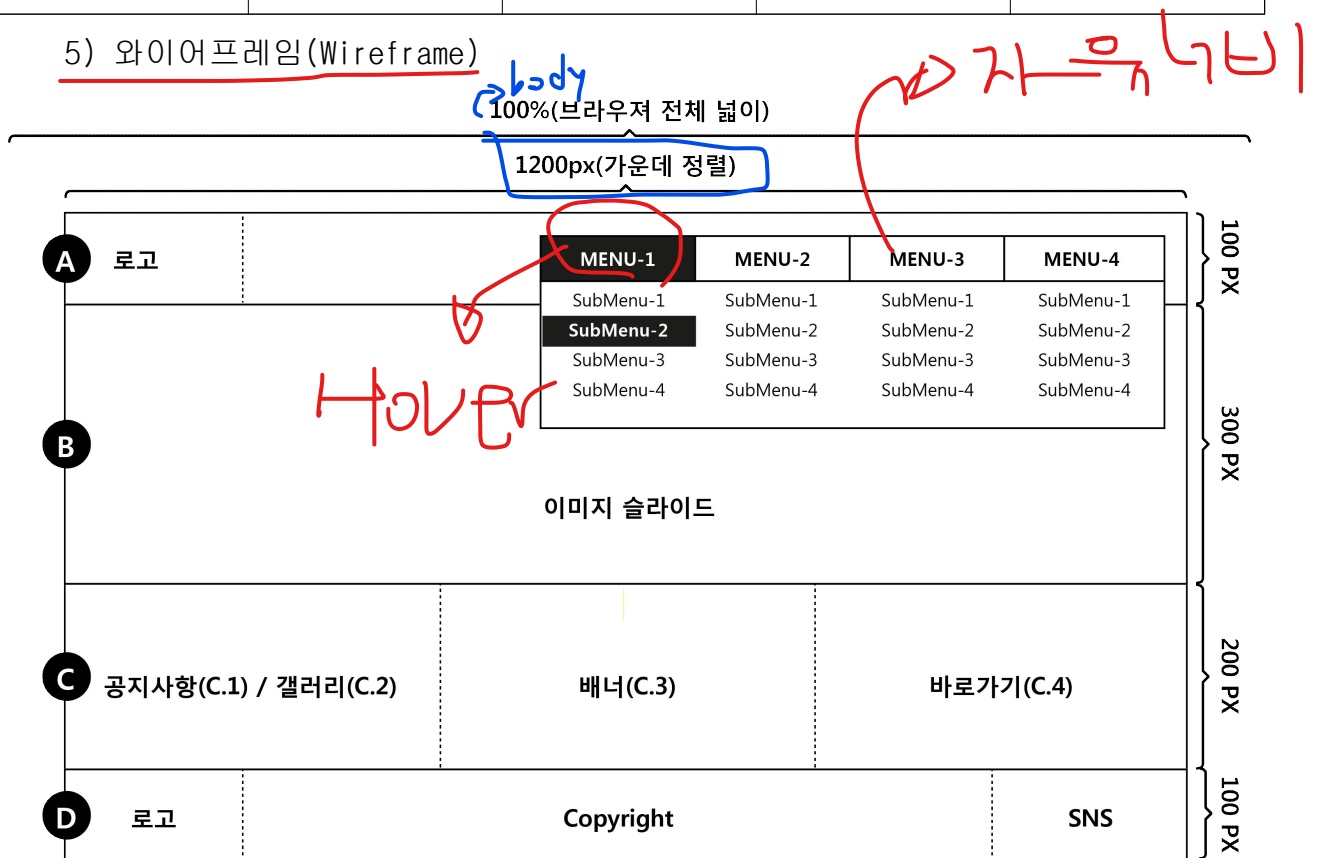 5) 와이어프레임(Wireframe)
body
자유너비
100%(브라우져 전체 넓이)
1200px(가운데 정렬)
A
로고
MENU-1 MENU-2 MENU-3 MENU-4
100 PX
SubMenu-1 SubMenu-1 SubMenu-1 SubMenu-1
SubMenu-2 SubMenu-2 SubMenu-2 SubMenu-2
SubMenu-3 SubMenu-3 SubMenu-3 SubMenu-3
SubMenu-4 SubMenu-4 SubMenu-4 SubMenu-4
Hover
B
300 PX
이미지 슬라이드
C
공지사항(C.1) / 갤러리(C.2) 배너(C.3) 바로가기(C.4)
200 PX
D
로고 Copyright SNS
100 PX